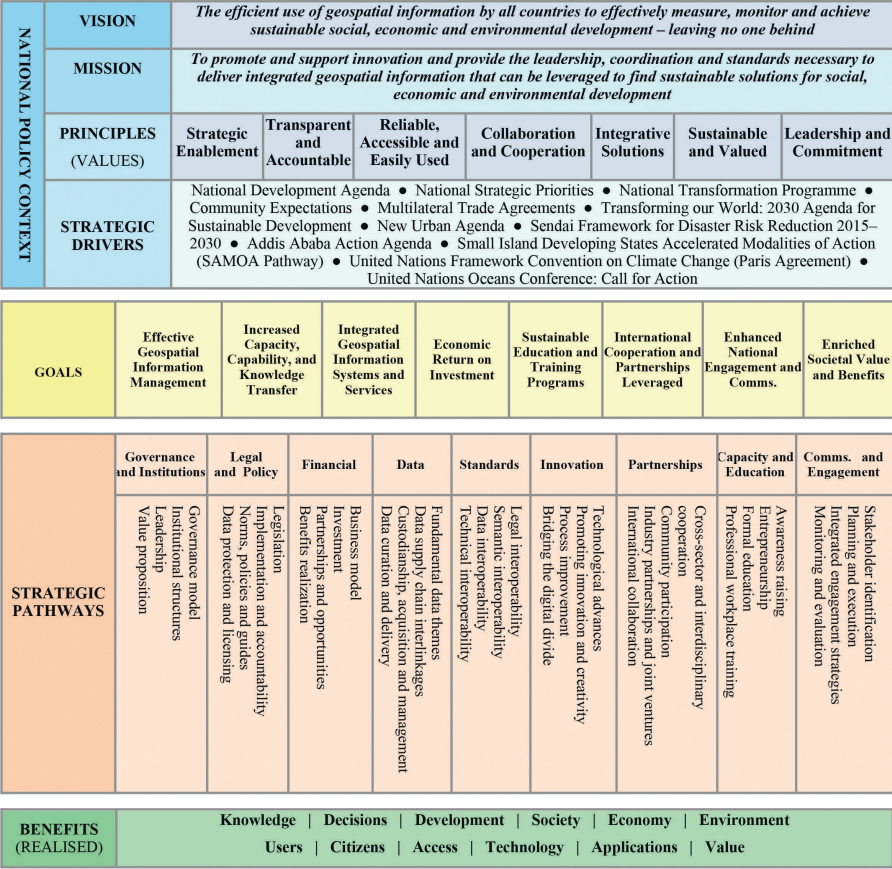 NATIONAL POLICY CONTEXT
VISION
The efficient use of geospatial information by all countries to effectively measure, monitor and achieve
sustainable social, economic and environmental development – leaving no one behind
MISSION
To promote and support innovation and provide the leadership, coordination and standards necessary to
deliver integrated geospatial information that can be leveraged to find sustainable solutions for social,
economic and environmental development
PRINCIPLES
(VALUES)
Strategic
Enablement
Transparent
and
Accountable
Reliable,
Accessible and
Easily Used
Collaboration
and Cooperation
Integrative
Solutions
Sustainable
and Valued
Leadership and
Commitment
STRATEGIC
DRIVERS
National Development Agenda ● National Strategic Priorities ● National Transformation Programme ●
Community Expectations ● Multilateral Trade Agreements ● Transforming our World: 2030 Agenda for
Sustainable Development ● New Urban Agenda ● Sendai Framework for Disaster Risk Reduction 2015–
2030 ● Addis Ababa Action Agenda ● Small Island Developing States Accelerated Modalities of Action
(SAMOA Pathway) ● United Nations Framework Convention on Climate Change (Paris Agreement) ●
United Nations Oceans Conference: Call for Action
GOALS
Effective
Geospatial
Information
Management
Increased
Capacity,
Capability, and
Knowledge
Transfer
Integrated
Geospatial
Information
Systems and
Services
Economic
Return on
Investment
Sustainable
Education and
Training
Programs
International
Cooperation and
Partnerships
Leveraged
Enhanced
National
Engagement and
Comms.
Enriched
Societal Value
and Benefits
STRATEGIC
PATHWAYS
Governance
and Institutions
Governance model
Institutional structures
Leadership
Value proposition
Legal
and Policy
Legislation
Implementation and accountability
Norms, policies and guides
Data protection and licensing
Financial
Business model
Investment
Partnerships and opportunities
Benefits realization
Data
Fundamental data themes
Data supply chain interlinkages
Custodianship, acquisition and management
Data curation and delivery
Standards
Legal interoperability
Semantic interoperability
Data interoperability
Technical interoperability
Innovation
Technological advances
Promoting innovation and creativity
Process improvement
Bridging the digital divide
Partnerships
Cross-sector and interdisciplinary
cooperation
Community participation
Industry partnerships and joint ventures
International collaboration
Capacity and
Education
Awareness raising
Entrepreneurship
Formal education
Professional workplace training
Comms. and
Engagement
Stakeholder identification
Planning and execution
Integrated engagement strategies
Monitoring and evaluation
BENEFITS
(REALISED)
Knowledge | Decisions | Development | Society | Economy | Environment
Users | Citizens | Access | Technology | Applications | Value